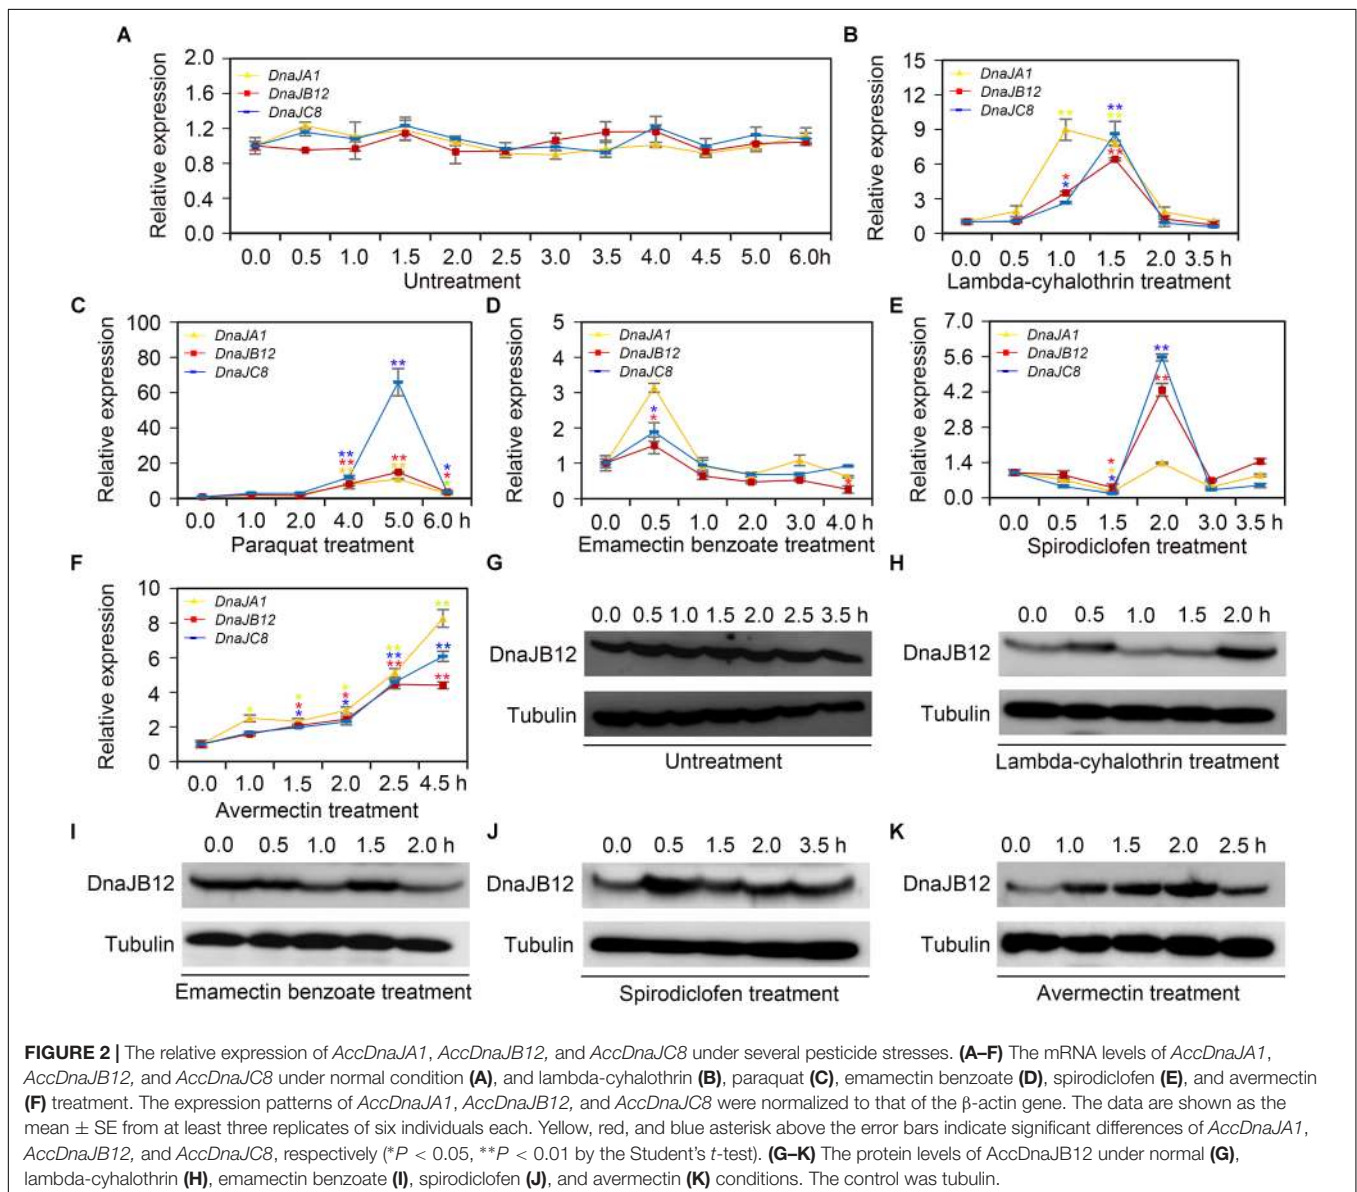 A
Relative expression
2.0
1.6
1.2
0.8
0.4
0.0
DnaJA1
DnaJB12
DnaJC8
0.0 0.5 1.0 1.5 2.0 2.5 3.0 3.5 4.0 4.5 5.0 6.0h
Untreatment
B
Relative expression
15
12
9
6
3
0
DnaJA1
DnaJB12
DnaJC8
**
*
*
**
**
**
0.0 0.5 1.0 1.5 2.0 3.5 h
Lambda-cyhalothrin treatment
C
Relative expression
100
80
60
40
20
0
DnaJA1
DnaJB12
DnaJC8
**
**
**
**
**
**
*
*
*
0.0 1.0 2.0 4.0 5.0 6.0 h
Paraquat treatment
D
Relative expression
5
4
3
2
1
0
DnaJA1
DnaJB12
DnaJC8
*
*
*
0.0 0.5 1.0 2.0 3.0 4.0 h
Emamectin benzoate treatment
E
Relative expression
7.0
5.6
4.2
2.8
1.4
0.0
DnaJA1
DnaJB12
DnaJC8
*
*
*
**
**
0.0 0.5 1.5 2.0 3.0 3.5 h
Spirodiclofen treatment
F
Relative expression
10
8
6
4
2
0
DnaJA1
DnaJB12
DnaJC8
*
*
*
*
*
*
*
**
**
**
**
**
**
0.0 1.0 1.5 2.0 2.5 4.5 h
Avermectin treatment
G
0.0 0.5 1.0 1.5 2.0 2.5 3.5 h
DnaJB12
Tubulin
Untreatment
H
0.0 0.5 1.0 1.5 2.0 h
DnaJB12
Tubulin
Lambda-cyhalothrin treatment
I
0.0 0.5 1.0 1.5 2.0 h
DnaJB12
Tubulin
Emamectin benzoate treatment
J
0.0 0.5 1.5 2.0 3.5 h
DnaJB12
Tubulin
Spirodiclofen treatment
K
0.0 1.0 1.5 2.0 2.5 h
DnaJB12
Tubulin
Avermectin treatment
FIGURE 2 | The relative expression of AccDnaJA1, AccDnaJB12, and AccDnaJC8 under several pesticide stresses. (A–F) The mRNA levels of AccDnaJA1,
AccDnaJB12, and AccDnaJC8 under normal condition (A), and lambda-cyhalothrin (B), paraquat (C), emamectin benzoate (D), spirodiclofen (E), and avermectin
(F) treatment. The expression patterns of AccDnaJA1, AccDnaJB12, and AccDnaJC8 were normalized to that of the β-actin gene. The data are shown as the
mean ± SE from at least three replicates of six individuals each. Yellow, red, and blue asterisk above the error bars indicate significant differences of AccDnaJA1,
AccDnaJB12, and AccDnaJC8, respectively (*P < 0.05, **P < 0.01 by the Student's t-test). (G–K) The protein levels of AccDnaJB12 under normal (G),
lambda-cyhalothrin (H), emamectin benzoate (I), spirodiclofen (J), and avermectin (K) conditions. The control was tubulin.